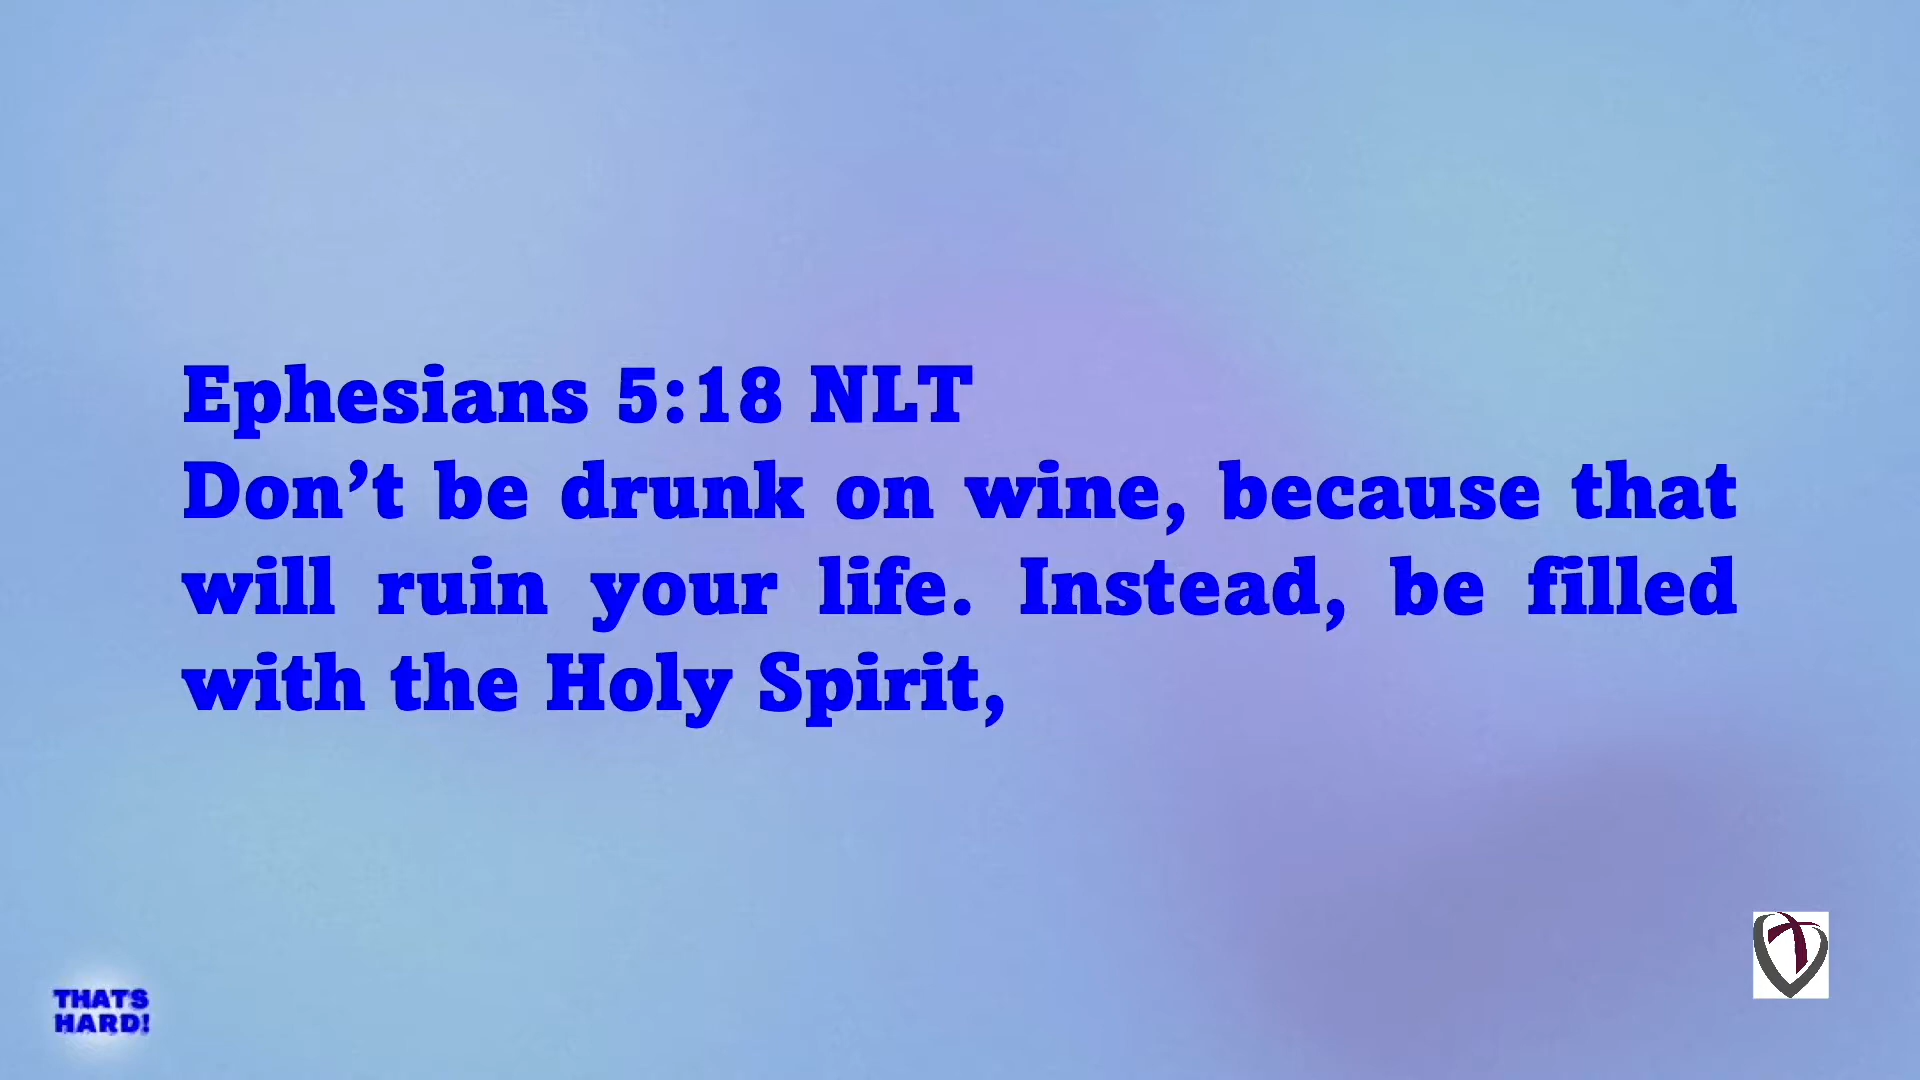 Ephesians 5:18 NLT
Don’t be drunk on wine, because that
will ruin your life. Instead, be filled
with the Holy Spirit,
THATS
HARD!